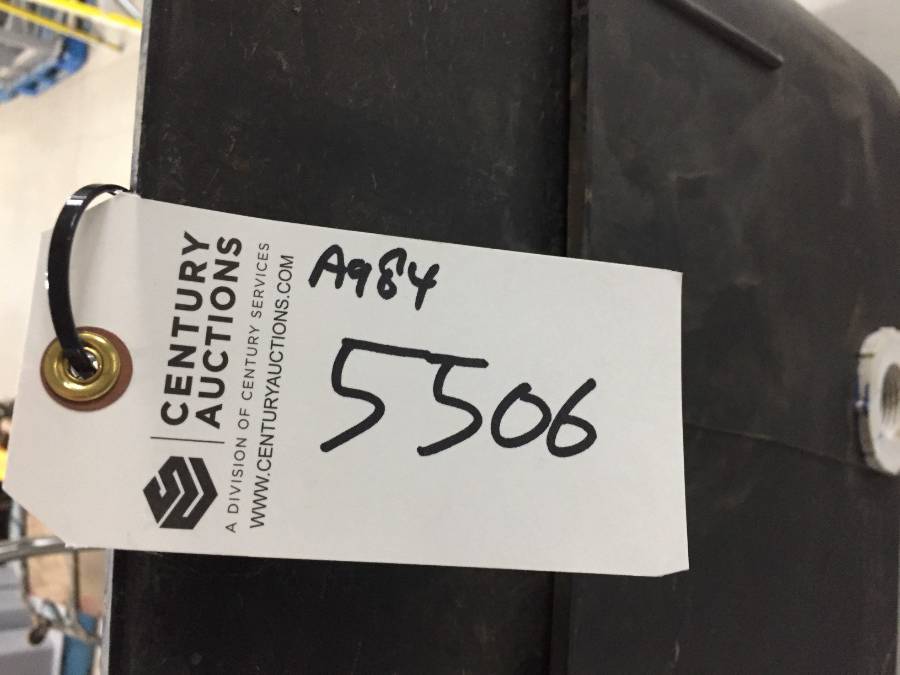 CENTURY
AUCTIONS
A DIVISION OF CENTURY SERVICES
WWW.CENTURYAUCTIONS.COM
A984
5506